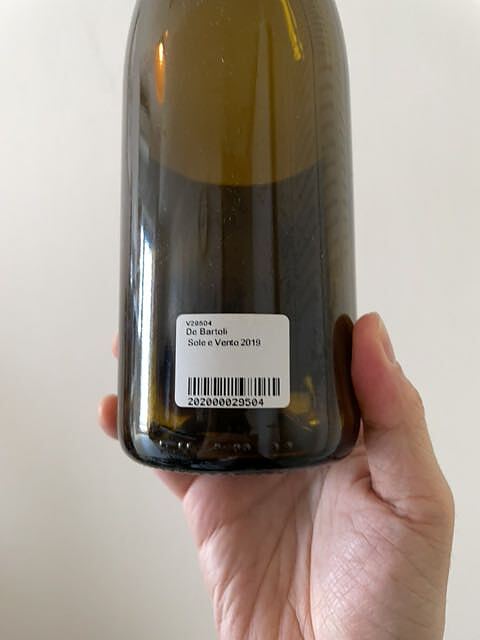 V29504
De Bartoli
Sole e Vento 2019
202000029504